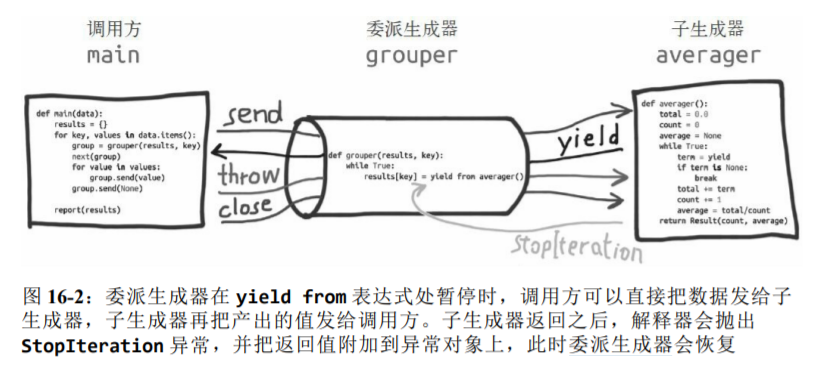 调用方
main
委派生成器
grouper
子生成器
averager
def main(data):
    results = {}
    for key, values in data.items():
        group = grouper(results, key)
        next(group)
        for value in values:
            group.send(value)
        group.send(None)

    report(results)
send
throw
close
def grouper(results, key):
    while True:
        results[key] = yield from averager()
yield
StopIteration
def averager():
    total = 0.0
    count = 0
    average = None
    while True:
        term = yield
        if term is None:
            break
        total += term
        count += 1
        average = total/count
    return Result(count, average)
图 16-2：委派生成器在 yield from 表达式处暂停时，调用方可以直接把数据发给子
生成器，子生成器再把产出的值发给调用方。子生成器返回之后，解释器会抛出
StopIteration 异常，并把返回值附加到异常对象上，此时委派生成器会恢复